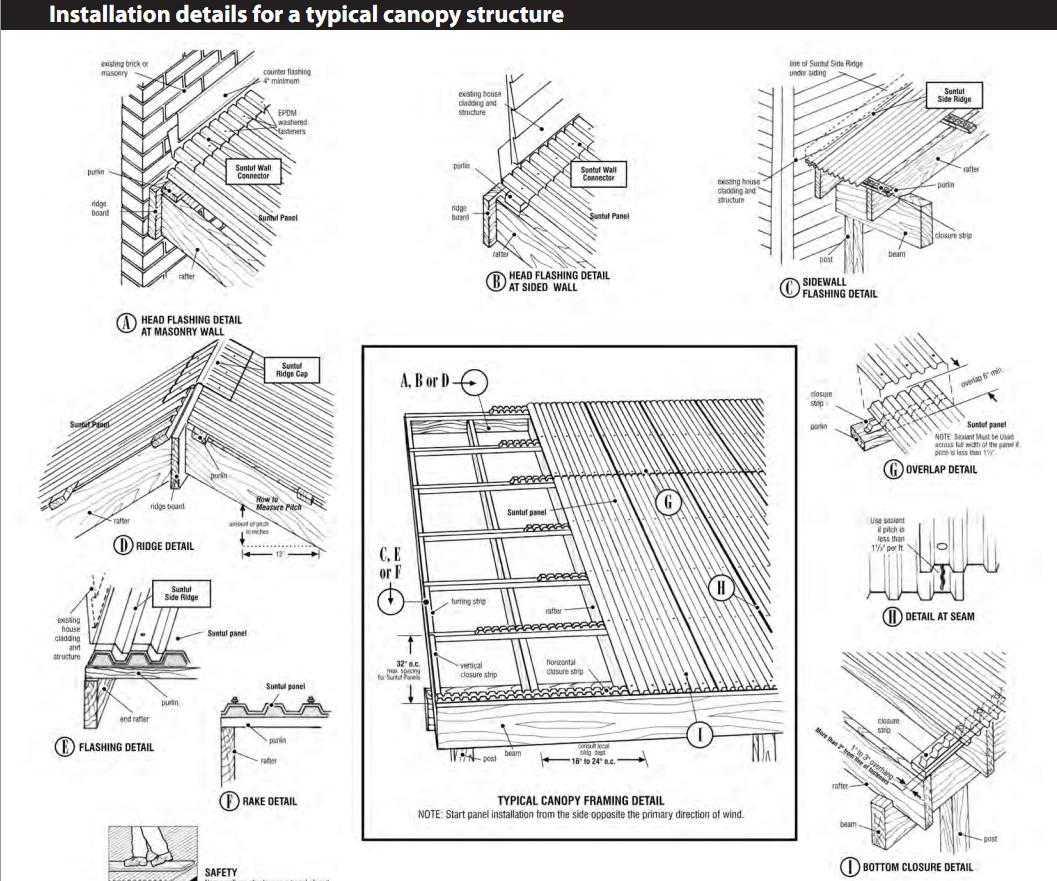 Installation details for a typical canopy structure
existing brick or
masonry
counter flashing
4" minimum
EPDM
washered
fasteners
Suntuf Wall
Connector
purlin
ridge
board
Suntuf Panel
rafter
A HEAD FLASHING DETAIL
AT MASONRY WALL
existing house
cladding and
structure
purlin
Suntuf Wall
Connector
ridge
board
Suntuf Panel
rafter
B HEAD FLASHING DETAIL
AT SIDED WALL
line of Suntuf Side Ridge
under siding
Suntuf
Side Ridge
rafter
existing house
cladding and
structure
purlin
closure strip
beam
post
C SIDEWALL
FLASHING DETAIL
Suntuf
Ridge Cap
Suntuf Panel
purlin
ridge board
rafter
How to
Measure Pitch
amount of pitch
in inches
12"
D RIDGE DETAIL
A, B or D
Suntuf panel
G
C, E
or F
H
furring strip
rafter
32" o.c.
max. spacing
for Suntuf Panels
vertical
closure strip
horizontal
closure strip
I
beam
post
consult local
bldg. dept.
16" to 24" o.c.
TYPICAL CANOPY FRAMING DETAIL
NOTE: Start panel installation from the side opposite the primary direction of wind.
overlap 6" min.
closure
strip
purlin
Suntuf panel
NOTE: Sealant Must be Used
across full width of the panel if
pitch is less than 1½".
G OVERLAP DETAIL
Use sealant
if pitch is
less than
1½" per ft.
H DETAIL AT SEAM
Suntuf
Side Ridge
existing
house
cladding
and
structure
Suntuf panel
purlin
end rafter
E FLASHING DETAIL
Suntuf panel
purlin
rafter
F RAKE DETAIL
closure
strip
1" to 3" overhang
More than 3" from line of fasteners
rafter
beam
post
I BOTTOM CLOSURE DETAIL
SAFETY